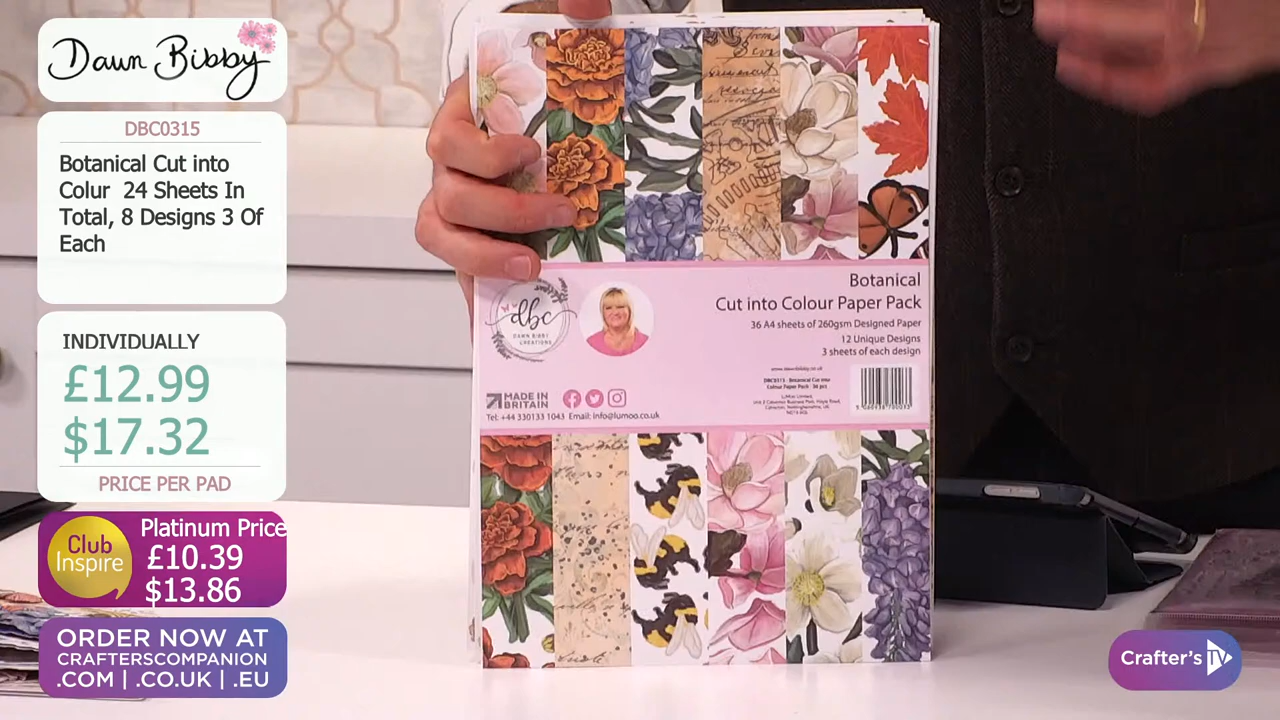 Dawn Bibby
DBC0315
Botanical Cut into
Colur 24 Sheets In
Total, 8 Designs 3 Of
Each
INDIVIDUALLY
£12.99
$17.32
PRICE PER PAD
Club
Inspire
Platinum Price
£10.39
$13.86
ORDER NOW AT
CRAFTERSCOMPANION
.COM | .CO.UK | .EU
Botanical
Cut into Colour Paper Pack
36 A4 sheets of 260gsm Designed Paper
12 Unique Designs
3 sheets of each design
dbc
DAWN BIBBY
CREATIONS
MADE IN
BRITAIN
Tel: +44 330133 1043 Email: info@lumoo.co.uk
Crafter's TV